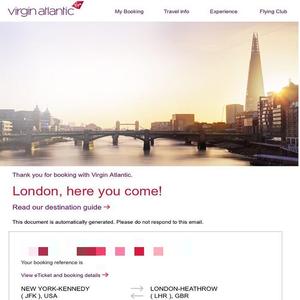 virgin atlantic
My Booking Travel info Experience Flying Club
Thank you for booking with Virgin Atlantic.
London, here you come!
Read our destination guide →
This document is automatically generated. Please do not respond to this email.
Your booking reference is
View eTicket and booking details →
NEW YORK-KENNEDY → LONDON-HEATHROW
( JFK ), USA ← ( LHR ), GBR